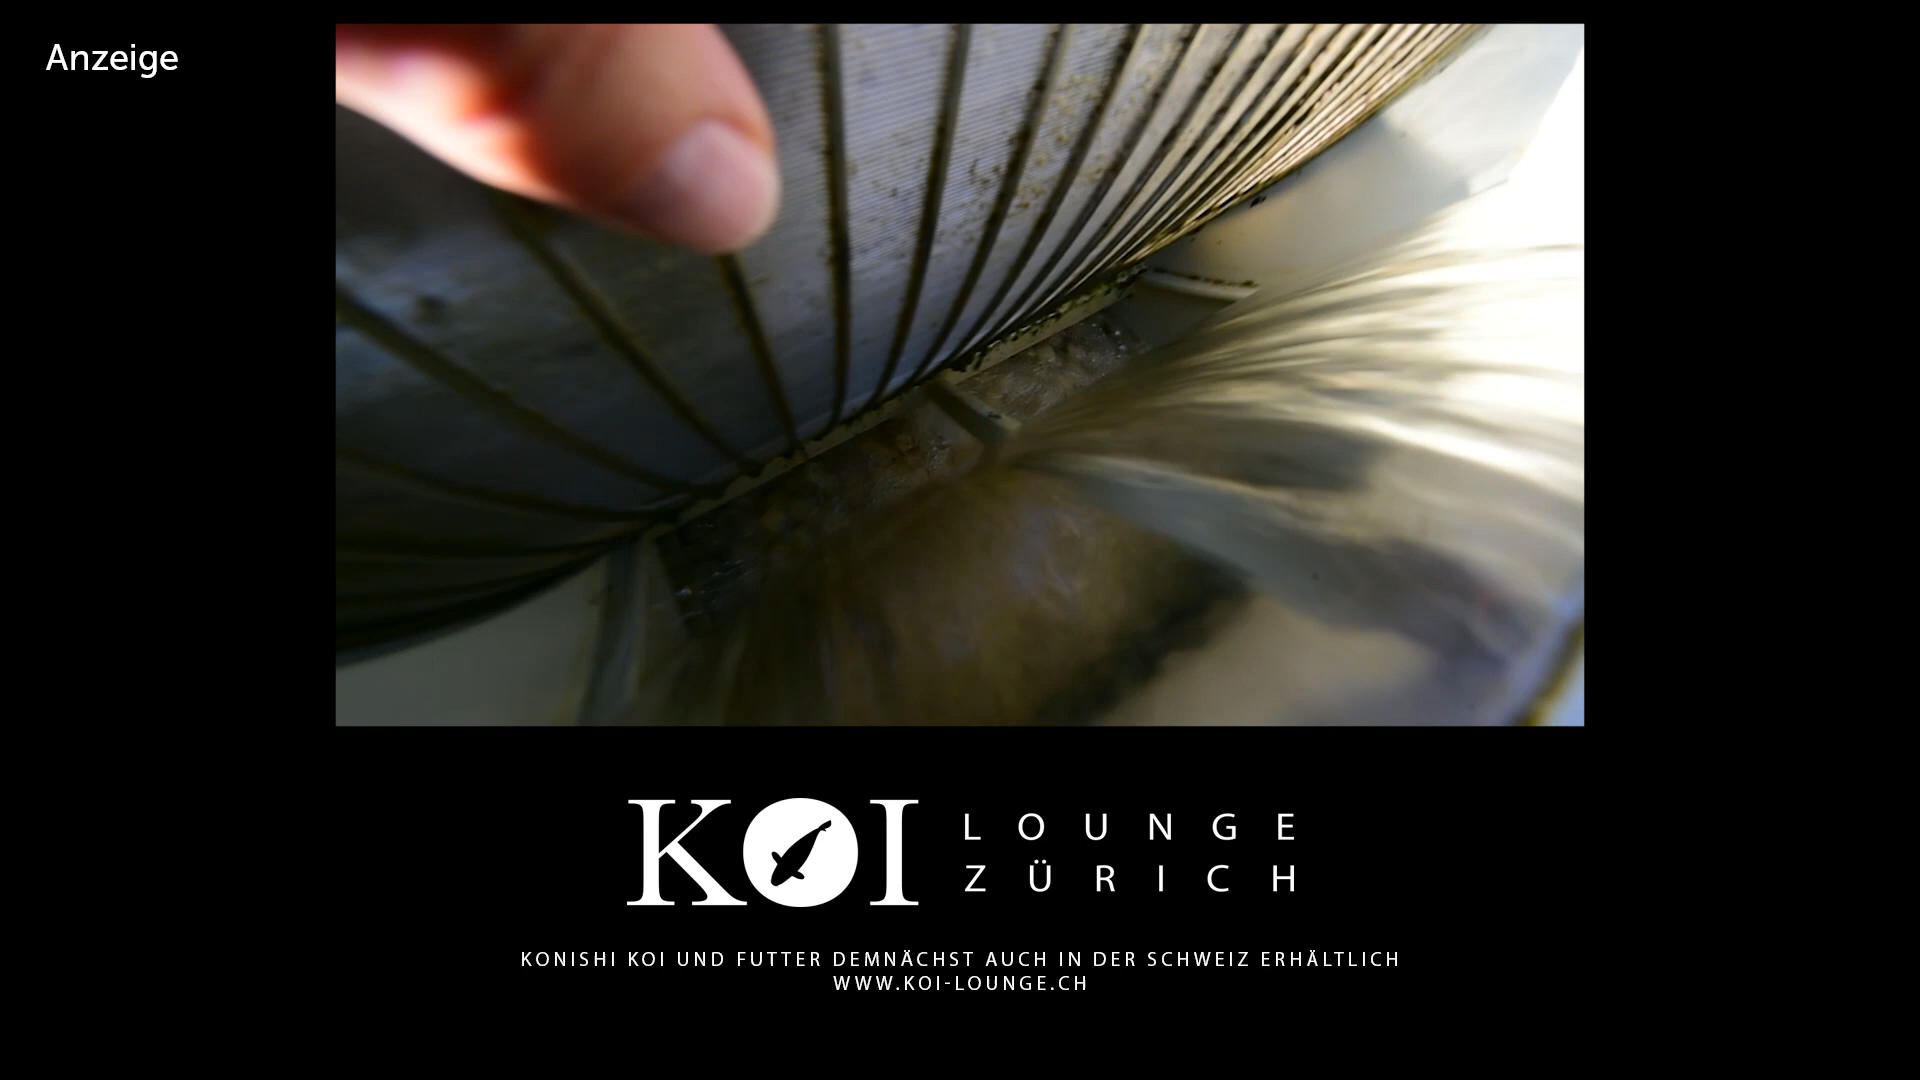 Anzeige
KOI LOUNGE
ZÜRICH
KONISHI KOI UND FUTTER DEMNÄCHST AUCH IN DER SCHWEIZ ERHÄLTLICH
WWW.KOI-LOUNGE.CH